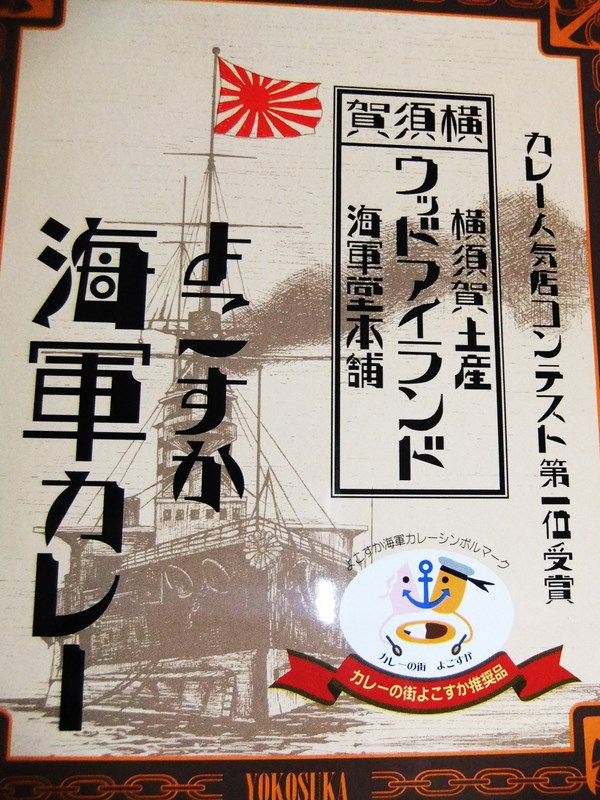 カレー人気店コンテスト第一位受賞
横須賀
横須賀土産
ウッドアイランド
海軍堂本舗
よこすか
海軍カレー
よこすか海軍カレーシンボルマーク
カレーの街 よこすか
カレーの街よこすか推奨品
YOKOSUKA